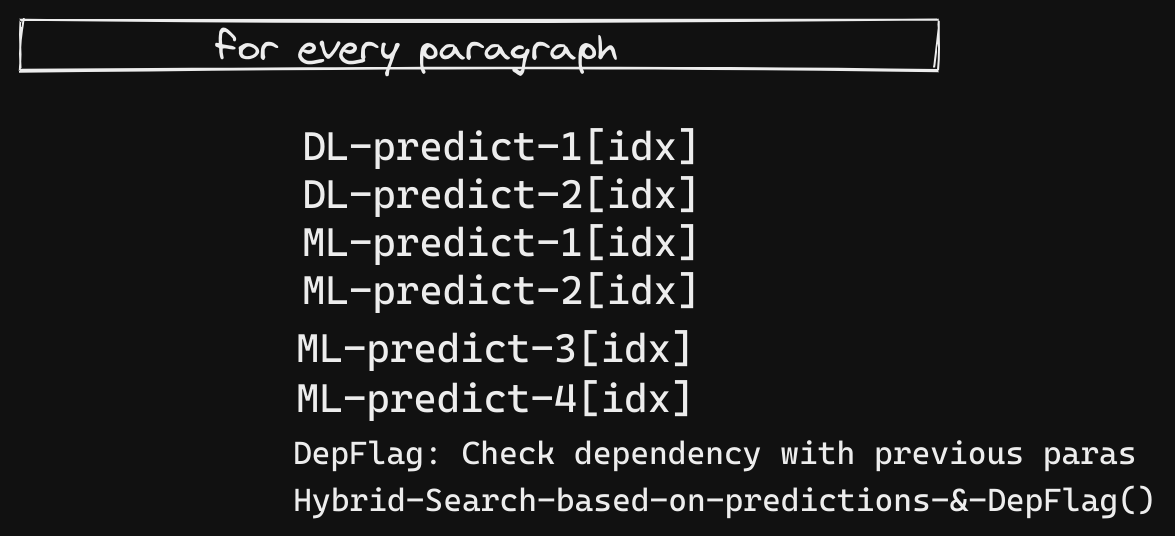 for every paragraph
DL-predict-1[idx]
DL-predict-2[idx]
ML-predict-1[idx]
ML-predict-2[idx]
ML-predict-3[idx]
ML-predict-4[idx]
DepFlag: Check dependency with previous paras
Hybrid-Search-based-on-predictions-&-DepFlag()